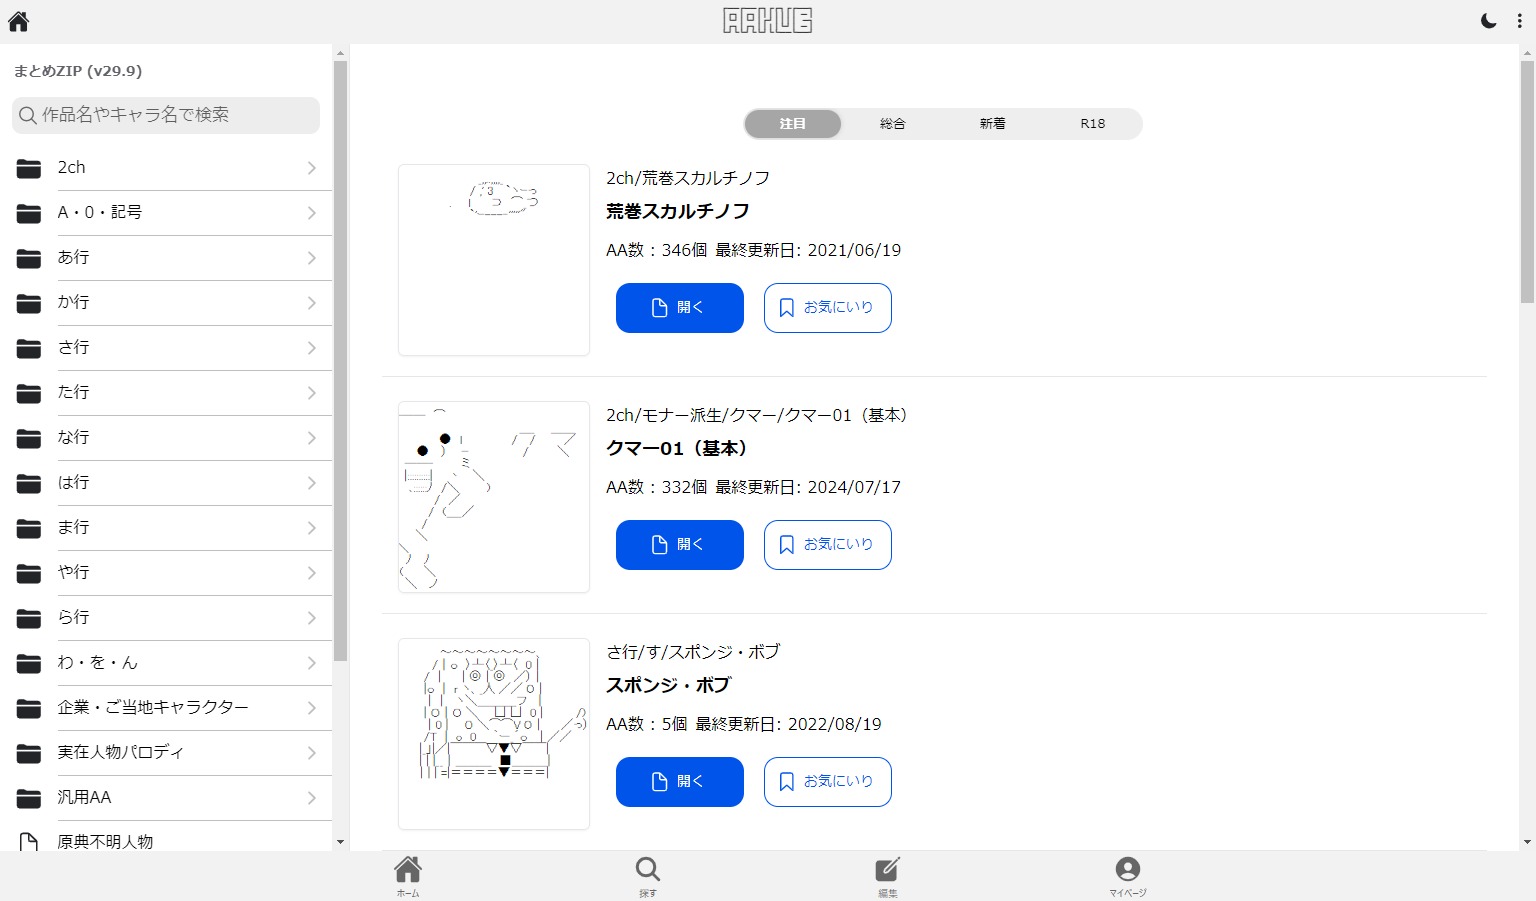 AAHUB
まとめZIP (v29.9)
作品名やキャラ名で検索
2ch
A・0・記号
あ行
か行
さ行
た行
な行
は行
ま行
や行
ら行
わ・を・ん
企業・ご当地キャラクター
実在人物パロディ
汎用AA
原典不明人物
注目 総合 新着 R18
2ch/荒巻スカルチノフ
荒巻スカルチノフ
AA数 : 346個 最終更新日: 2021/06/19
開く お気にいり
2ch/モナー派生/クマー/クマー01（基本）
クマー01（基本）
AA数 : 332個 最終更新日: 2024/07/17
開く お気にいり
クマ
さ行/す/スポンジ・ボブ
スポンジ・ボブ
AA数 : 5個 最終更新日: 2022/08/19
開く お気にいり
ホーム 探す 編集 マイページ